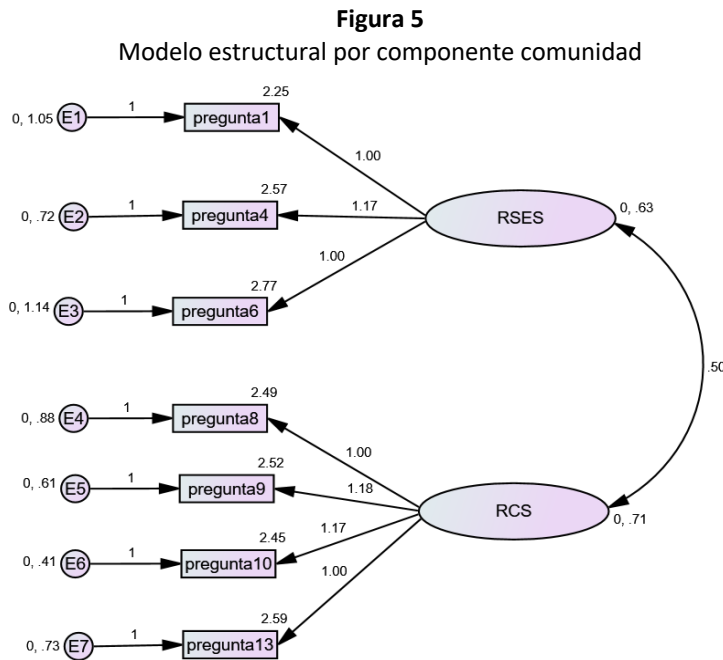 Figura 5
Modelo estructural por componente comunidad
2.25
0, 1.05 E1 1 pregunta1
1.00
2.57
0, .72 E2 1 pregunta4 1.17 RSES 0, .63
1.00
2.77
0, 1.14 E3 1 pregunta6
.50
2.49
0, .88 E4 1 pregunta8
1.00
2.52
0, .61 E5 1 pregunta9 1.18
RCS 0, .71
2.45 1.17
0, .41 E6 1 pregunta10
1.00
2.59
0, .73 E7 1 pregunta13